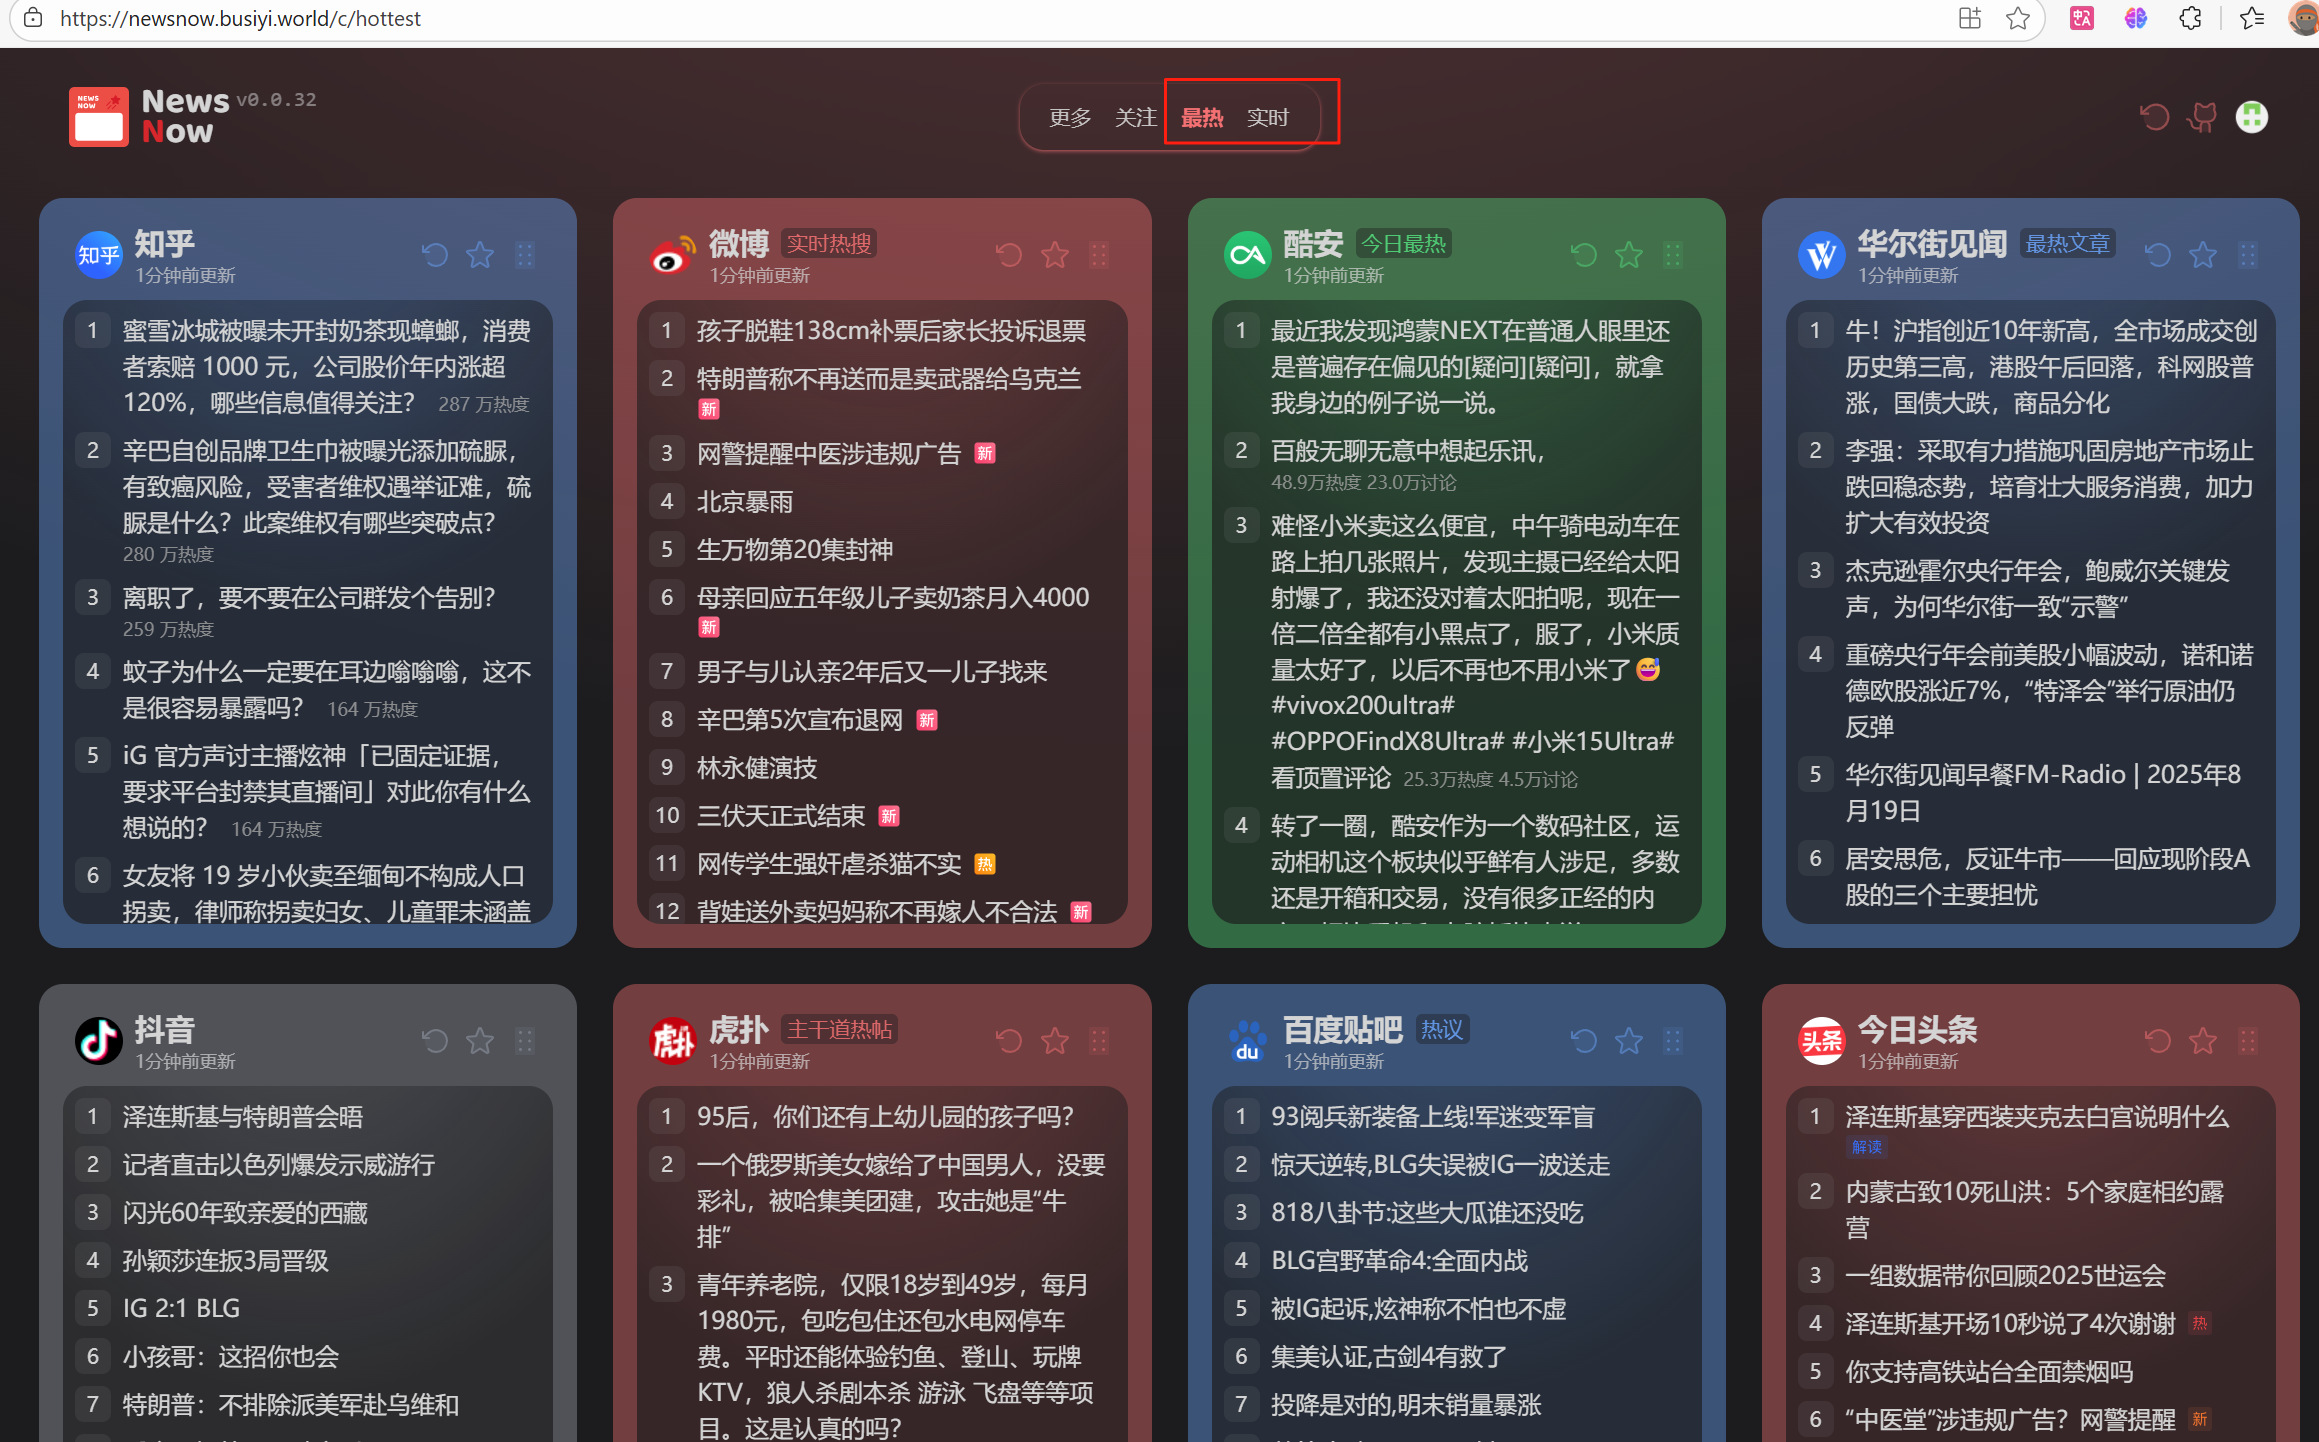 https://newsnow.busiyi.world/c/hottest
News v0.0.32
Now
更多 关注 最热 实时
知乎
知乎
1分钟前更新
1 蜜雪冰城被曝未开封奶茶现蟑螂，消费
者索赔 1000 元，公司股价年内涨超
120%，哪些信息值得关注？ 287 万热度
2 辛巴自创品牌卫生巾被曝光添加硫脲，
有致癌风险，受害者维权遇举证难，硫
脲是什么？此案维权有哪些突破点？
280 万热度
3 离职了，要不要在公司群发个告别？
259 万热度
4 蚊子为什么一定要在耳边嗡嗡嗡，这不
是很容易暴露吗？ 164 万热度
5 iG 官方声讨主播炫神「已固定证据，
要求平台封禁其直播间」对此你有什么
想说的？ 164 万热度
6 女友将 19 岁小伙卖至缅甸不构成人口
拐卖，律师称拐卖妇女、儿童罪未涵盖
微博 实时热搜
1分钟前更新
1 孩子脱鞋138cm补票后家长投诉退票
2 特朗普称不再送而是卖武器给乌克兰
新
3 网警提醒中医涉违规广告 新
4 北京暴雨
5 生万物第20集封神
6 母亲回应五年级儿子卖奶茶月入4000
新
7 男子与儿认亲2年后又一儿子找来
8 辛巴第5次宣布退网 新
9 林永健演技
10 三伏天正式结束 新
11 网传学生强奸虐杀猫不实 热
12 背娃送外卖妈妈称不再嫁人不合法 新
酷安 今日最热
1分钟前更新
1 最近我发现鸿蒙NEXT在普通人眼里还
是普遍存在偏见的[疑问][疑问]，就拿
我身边的例子说一说。
2 百般无聊无意中想起乐讯，
48.9万热度 23.0万讨论
3 难怪小米卖这么便宜，中午骑电动车在
路上拍几张照片，发现主摄已经给太阳
射爆了，我还没对着太阳拍呢，现在一
倍二倍全都有小黑点了，服了，小米质
量太好了，以后不再也不用小米了😅
#vivox200ultra#
#OPPOFindX8Ultra# #小米15Ultra#
看顶置评论 25.3万热度 4.5万讨论
4 转了一圈，酷安作为一个数码社区，运
动相机这个板块似乎鲜有人涉足，多数
还是开箱和交易，没有很多正经的内
华尔街见闻 最热文章
1分钟前更新
1 牛！沪指创近10年新高，全市场成交创
历史第三高，港股午后回落，科网股普
涨，国债大跌，商品分化
2 李强：采取有力措施巩固房地产市场止
跌回稳态势，培育壮大服务消费，加力
扩大有效投资
3 杰克逊霍尔央行年会，鲍威尔关键发
声，为何华尔街一致“示警”
4 重磅央行年会前美股小幅波动，诺和诺
德欧股涨近7%，“特泽会”举行原油仍
反弹
5 华尔街见闻早餐FM-Radio | 2025年8
月19日
6 居安思危，反证牛市——回应现阶段A
股的三个主要担忧
抖音
1分钟前更新
1 泽连斯基与特朗普会晤
2 记者直击以色列爆发示威游行
3 闪光60年致亲爱的西藏
4 孙颖莎连扳3局晋级
5 IG 2:1 BLG
6 小孩哥：这招你也会
7 特朗普：不排除派美军赴乌维和
虎扑
虎扑 主干道热帖
1分钟前更新
1 95后，你们还有上幼儿园的孩子吗？
2 一个俄罗斯美女嫁给了中国男人，没要
彩礼，被哈集美团建，攻击她是“牛
排”
3 青年养老院，仅限18岁到49岁，每月
1980元，包吃包住还包水电网停车
费。平时还能体验钓鱼、登山、玩牌
KTV，狼人杀剧本杀 游泳 飞盘等等项
目。这是认真的吗？
du
百度贴吧 热议
1分钟前更新
1 93阅兵新装备上线!军迷变军盲
2 惊天逆转,BLG失误被IG一波送走
3 818八卦节:这些大瓜谁还没吃
4 BLG宫野革命4:全面内战
5 被IG起诉,炫神称不怕也不虚
6 集美认证,古剑4有救了
7 投降是对的,明末销量暴涨
头条
今日头条
1分钟前更新
1 泽连斯基穿西装夹克去白宫说明什么
解读
2 内蒙古致10死山洪：5个家庭相约露
营
3 一组数据带你回顾2025世运会
4 泽连斯基开场10秒说了4次谢谢 热
5 你支持高铁站台全面禁烟吗
6 “中医堂”涉违规广告？网警提醒 新